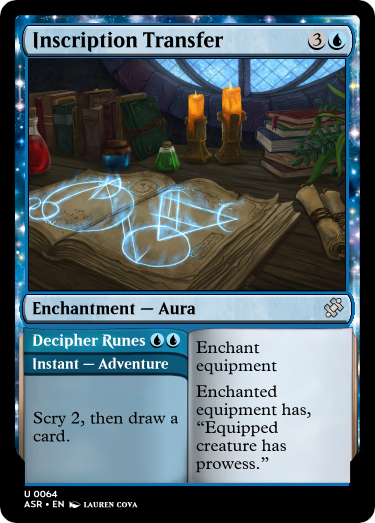 Inscription Transfer 3
Enchantment — Aura
Decipher Runes
Instant — Adventure
Scry 2, then draw a
card.
Enchant
equipment
Enchanted
equipment has,
“Equipped
creature has
prowess.”
U 0064
ASR • EN LAUREN COVA